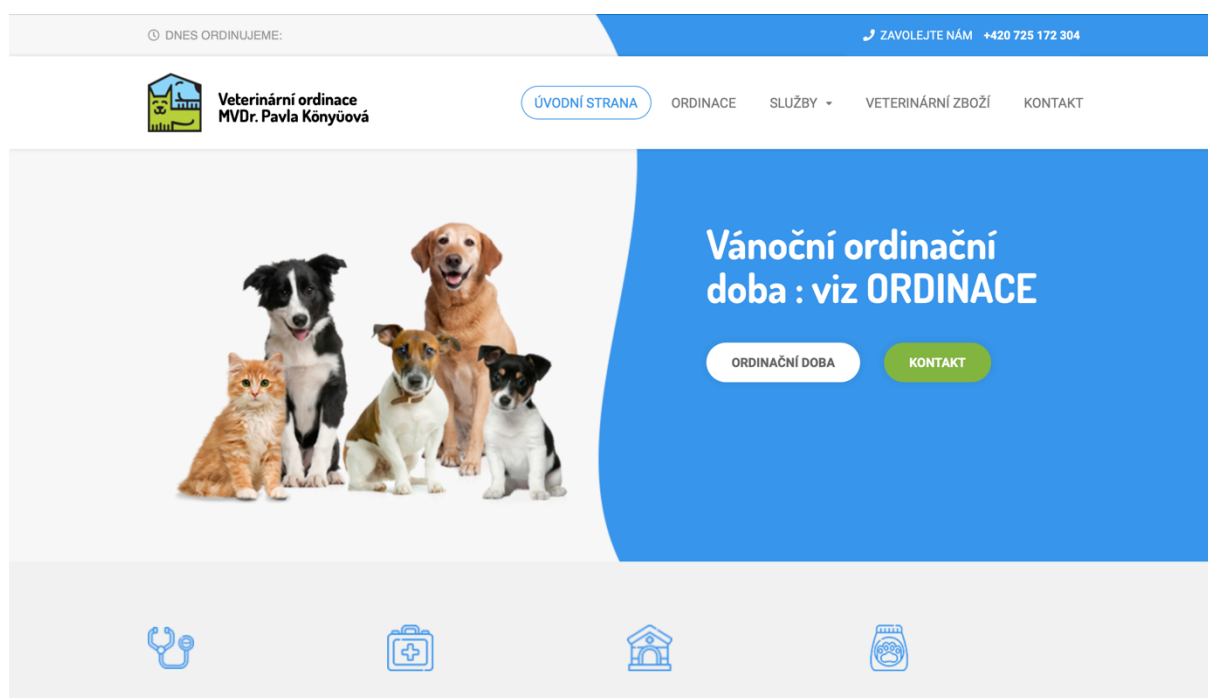 DNES ORDINUJEME:
ZAVOLEJTE NÁM +420 725 172 304
Veterinární ordinace
MVDr. Pavla Könyüová
ÚVODNÍ STRANA
ORDINACE
SLUŽBY
VETERINÁRNÍ ZBOŽÍ
KONTAKT
Vánoční ordinační
doba : viz ORDINACE
ORDINAČNÍ DOBA
KONTAKT